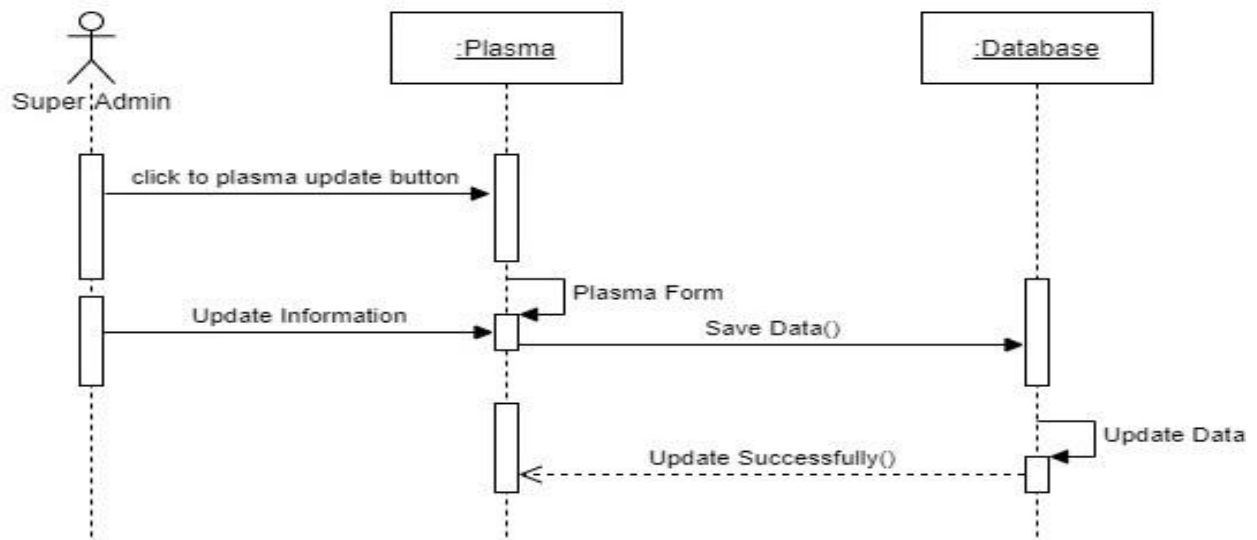 :Plasma
:Database
Super Admin
click to plasma update button
Plasma Form
Update Information
Save Data()
Update Data
Update Successfully()